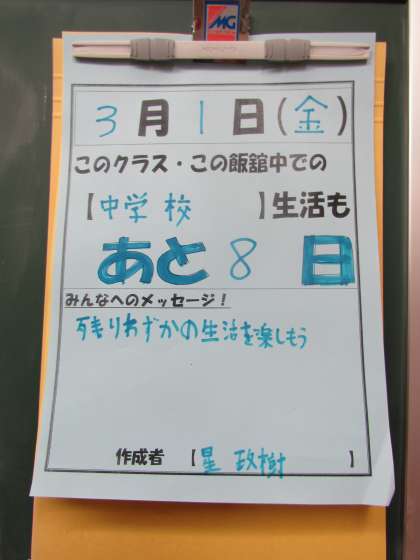 MG
3月1日(金)
このクラス・この飯舘中での
【中学校 】生活も
あと8 日
みんなへのメッセージ!
残りわずかの生活を楽しもう
作成者 【星 政樹 】